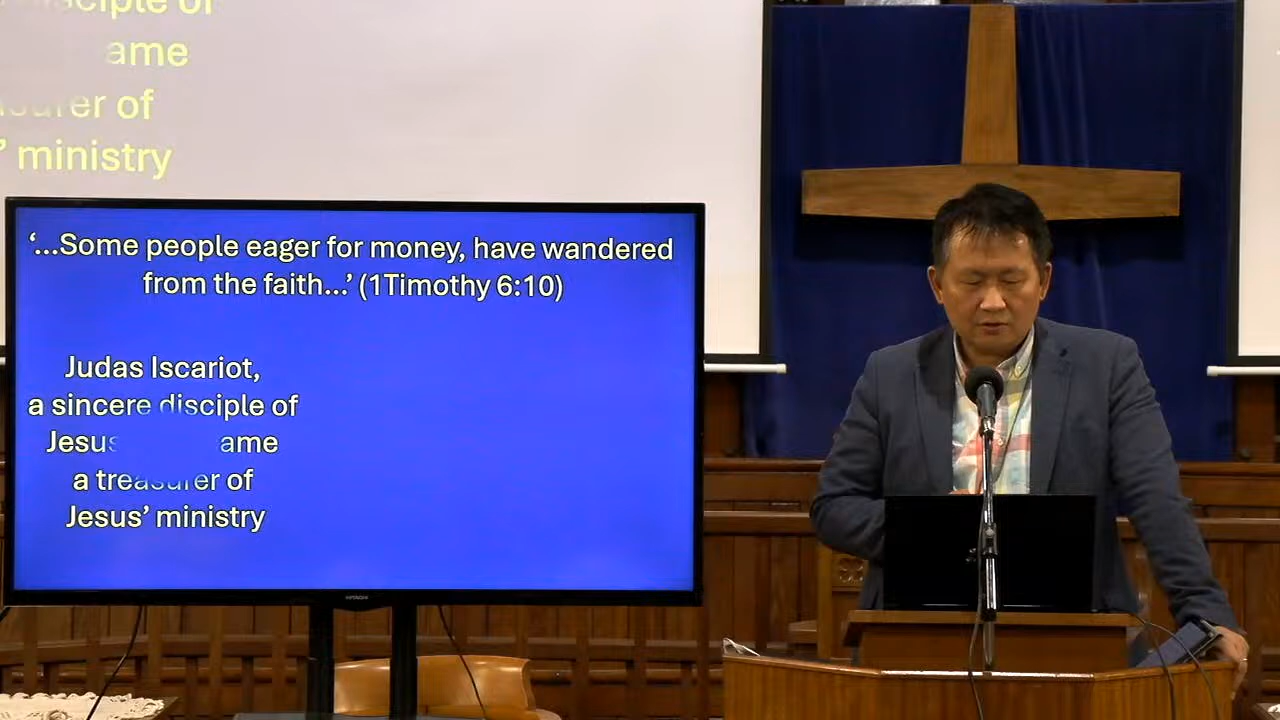 disciple of
ame
of
’ ministry
‘...Some people eager for money, have wandered
from the faith...’ (1Timothy 6:10)
Judas Iscariot,
a sincere disciple of
Jesus ame
a treasurer of
Jesus’ ministry
HITACHI